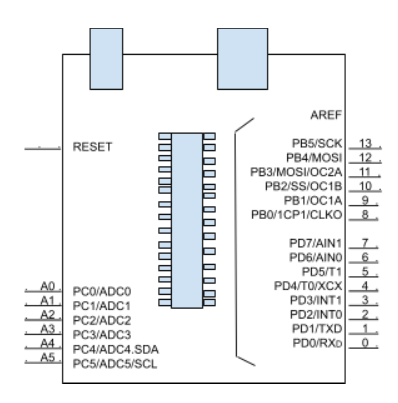 AREF
RESET
PB5/SCK 13
PB4/MOSI 12
PB3/MOSI/OC2A 11
PB2/SS/OC1B 10
PB1/OC1A 9
PB0/1CP1/CLKO 8
PD7/AIN1 7
PD6/AIN0 6
PD5/T1 5
PD4/T0/XCX 4
PD3/INT1 3
PD2/INT0 2
PD1/TXD 1
PD0/RXD 0
A0 PC0/ADC0
A1 PC1/ADC1
A2 PC2/ADC2
A3 PC3/ADC3
A4 PC4/ADC4.SDA
A5 PC5/ADC5/SCL